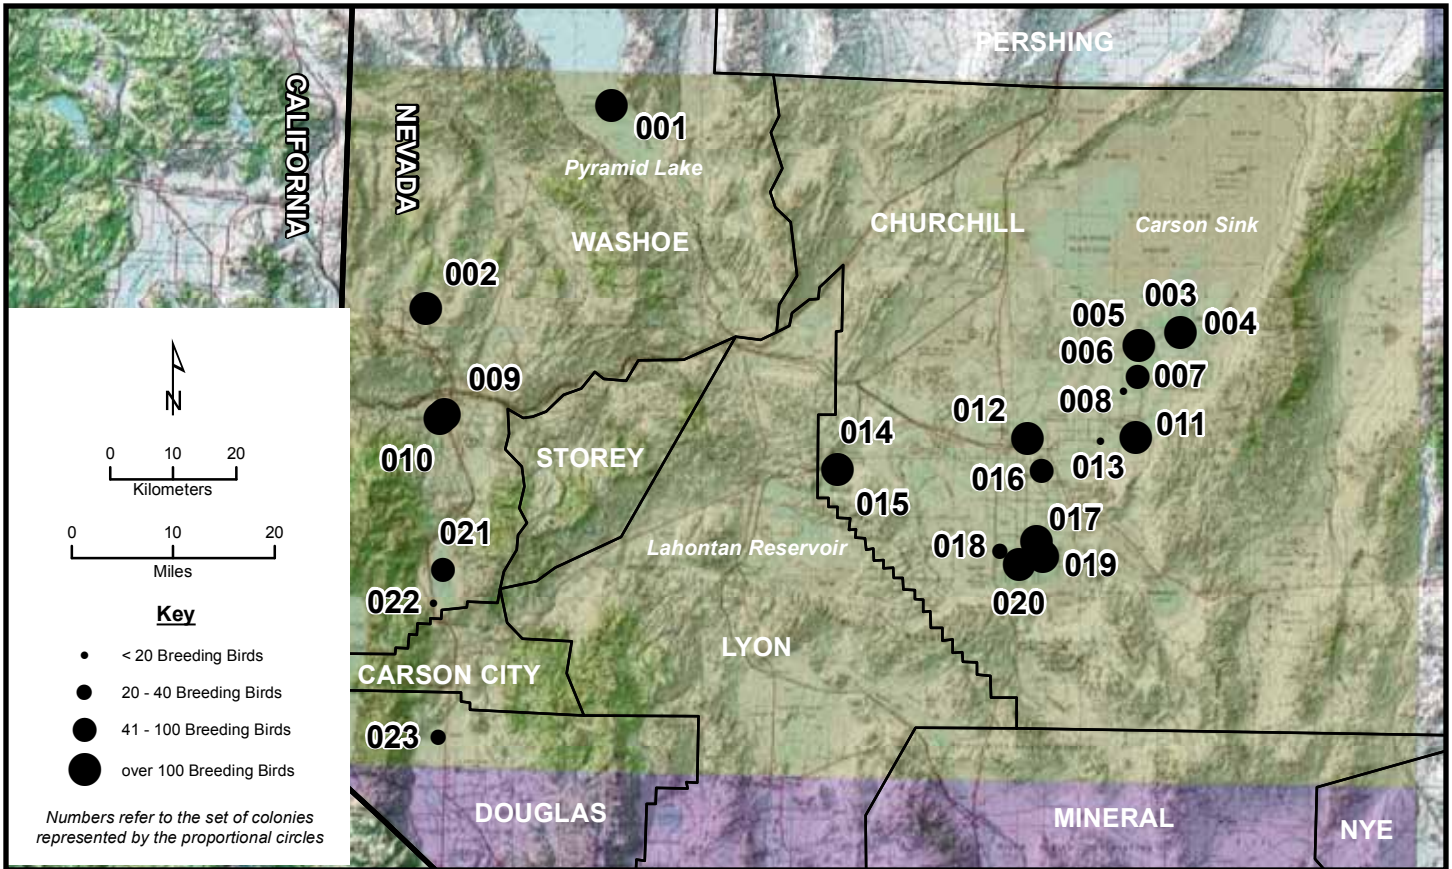 PERSHING
CALIFORNIA
NEVADA
001
Pyramid Lake
WASHOE
CHURCHILL
Carson Sink
002
003
004
005
006
007
008
009
010
011
012
013
014
015
016
017
018
019
020
021
022
023
STOREY
Lahontan Reservoir
LYON
CARSON CITY
DOUGLAS
MINERAL
NYE
N
0 10 20
Kilometers
0 10 20
Miles
Key
< 20 Breeding Birds
20 - 40 Breeding Birds
41 - 100 Breeding Birds
over 100 Breeding Birds
Numbers refer to the set of colonies
represented by the proportional circles